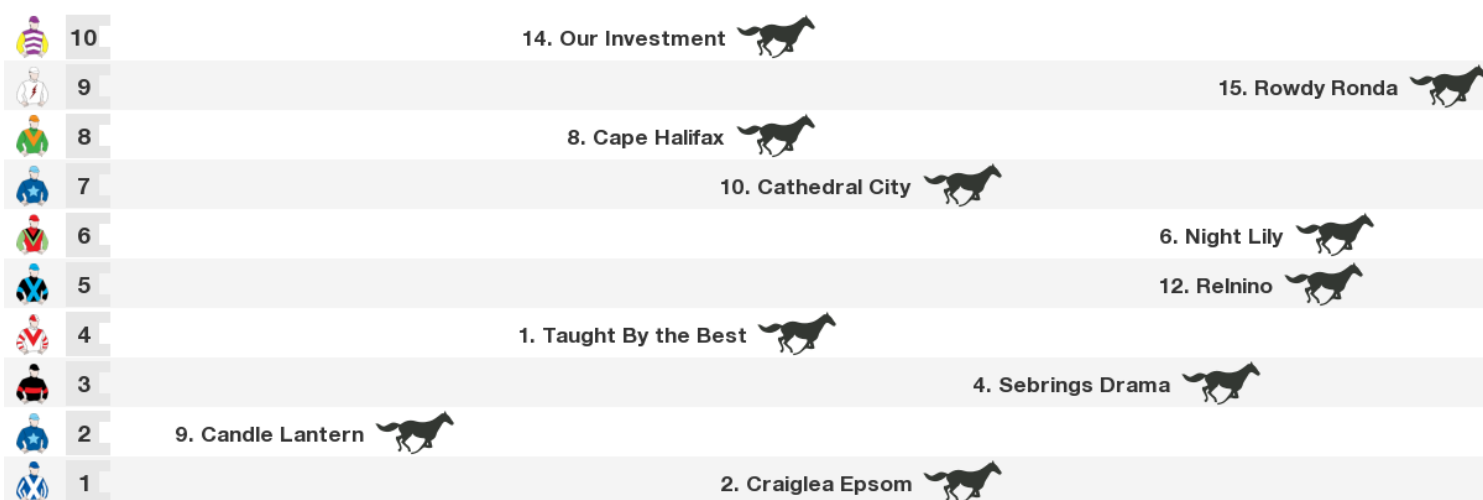 10 14. Our Investment
9 15. Rowdy Ronda
8 8. Cape Halifax
7 10. Cathedral City
6 6. Night Lily
5 12. Relnino
4 1. Taught By the Best
3 4. Sebrings Drama
2 9. Candle Lantern
1 2. Craiglea Epsom